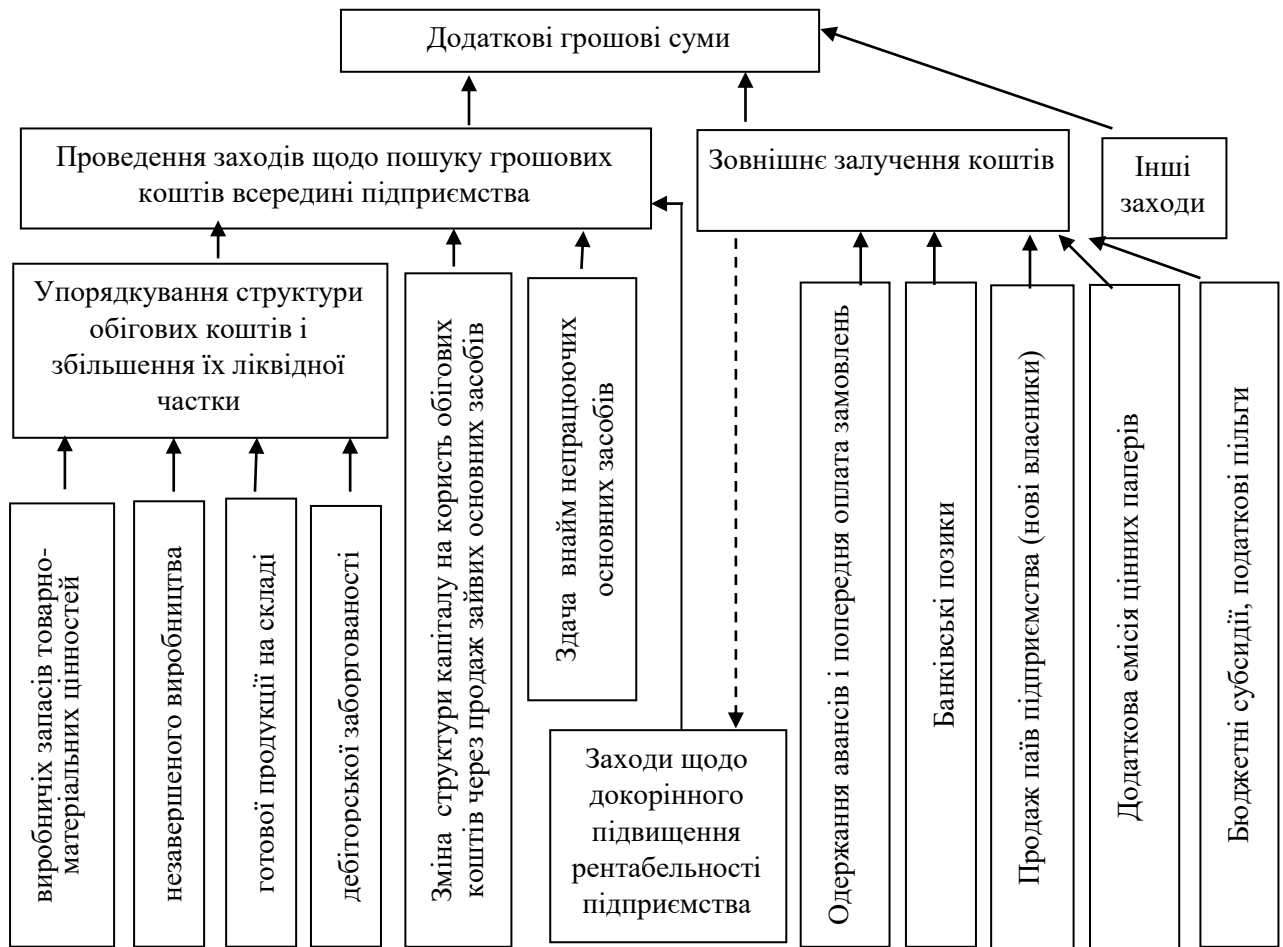 Додаткові грошові суми
Проведення заходів щодо пошуку грошових
коштів всередині підприємства
Зовнішнє залучення коштів
Інші
заходи
Упорядкування структури
обігових коштів і
збільшення їх ліквідної
частки
виробничіх запасів товарно-
матеріальних цінностей
незавершеного виробництва
готової продукції на складі
дебіторської заборгованості
Зміна структури капіталу на користь обігових
коштів через продаж зайвих основних засобів
Здача внайм непрацюючих
основних засобів
Заходи щодо
докорінного
підвищення
рентабельності
підприємства
Одержання авансів і попередня оплата замовлень
Банківські позики
Продаж паїв підприємства (нові власники)
Додаткова емісія цінних паперів
Бюджетні субсидії, податкові пільги